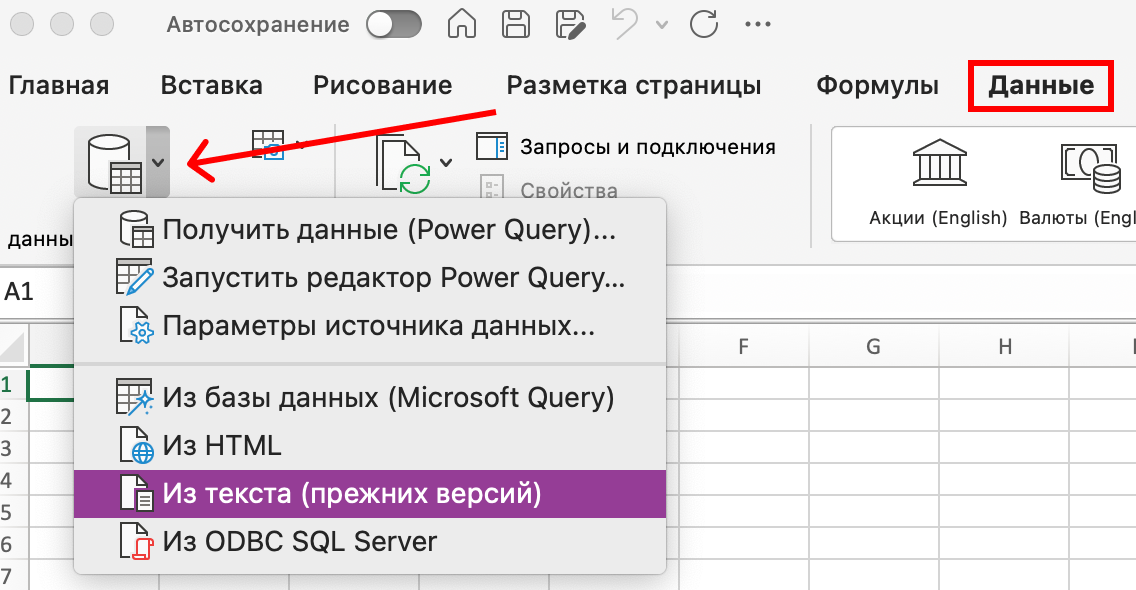 Автосохранение
Главная Вставка Рисование Разметка страницы Формулы Данные
Запросы и подключения
Свойства
Акции (English) Валюты (Engl
данны
Получить данные (Power Query)...
Запустить редактор Power Query...
Параметры источника данных...
Из базы данных (Microsoft Query)
Из HTML
Из текста (прежних версий)
Из ODBC SQL Server
A1
F G H
1
2
3
4
5
6
7